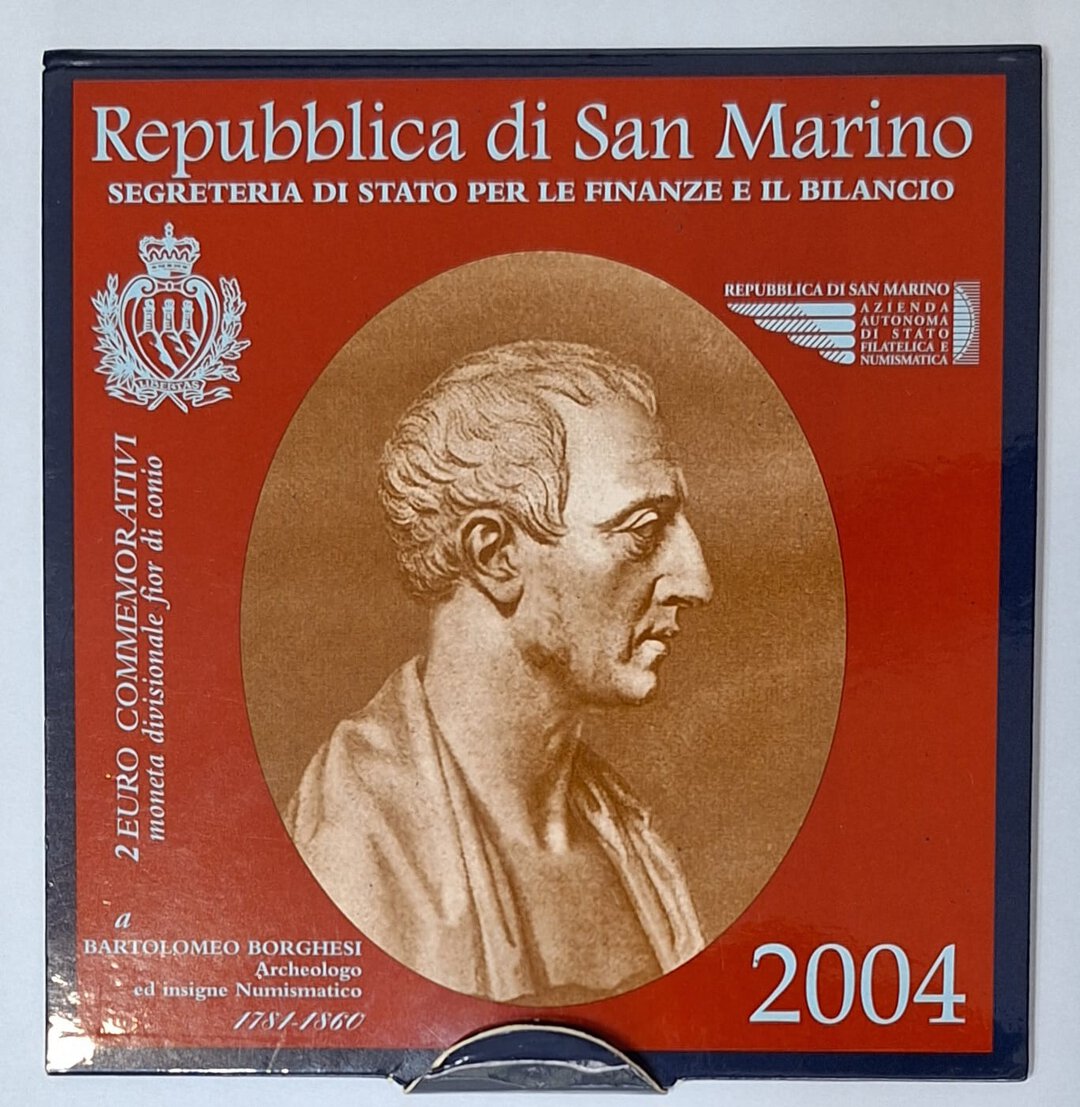 Repubblica di San Marino
SEGRETERIA DI STATO PER LE FINANZE E IL BILANCIO
REPUBBLICA DI SAN MARINO
AZIENDA
AUTONOMA
DI STATO
FILATELICA E
NUMISMATICA
LIBERTAS
2 EURO COMMEMORATIVI
moneta divisionale fior di conio
a
BARTOLOMEO BORGHESI
Archeologo
ed insigne Numismatico
1781-1860
2004